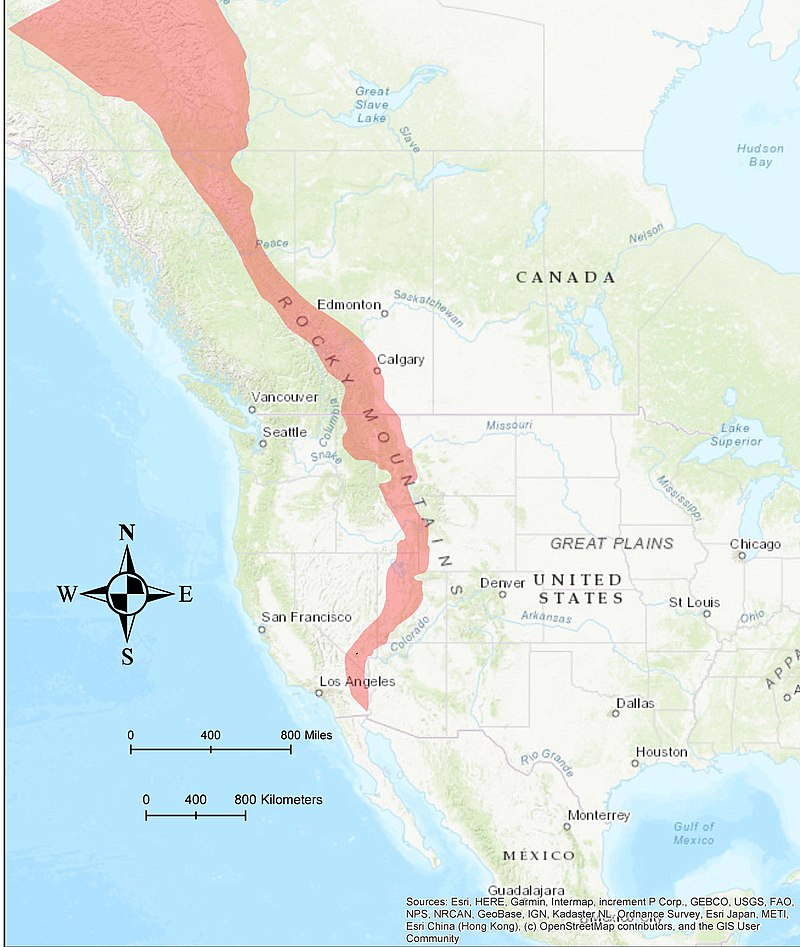 Great
Slave
Lake
Slave
Hudson
Bay
Peace
Nelson
CANADA
Edmonton
Saskatchewan
ROCKY MOUNTAINS
Calgary
Vancouver
Columbia
Seattle
Missouri
Lake
Superior
Snake
Mississippi
N
W E
S
GREAT PLAINS
Chicago
Denver
UNITED
STATES
St Louis
Arkansas
Ohio
San Francisco
Colorado
APPA
A
Los Angeles
Dallas
0 400 800 Miles
Houston
Rio Grande
0 400 800 Kilometers
Monterrey
Gulf of
Mexico
MÉXICO
Guadalajara
Mexico City
Sources: Esri, HERE, Garmin, Intermap, increment P Corp., GEBCO, USGS, FAO,
NPS, NRCAN, GeoBase, IGN, Kadaster NL, Ordnance Survey, Esri Japan, METI,
Esri China (Hong Kong), (c) OpenStreetMap contributors, and the GIS User
Community